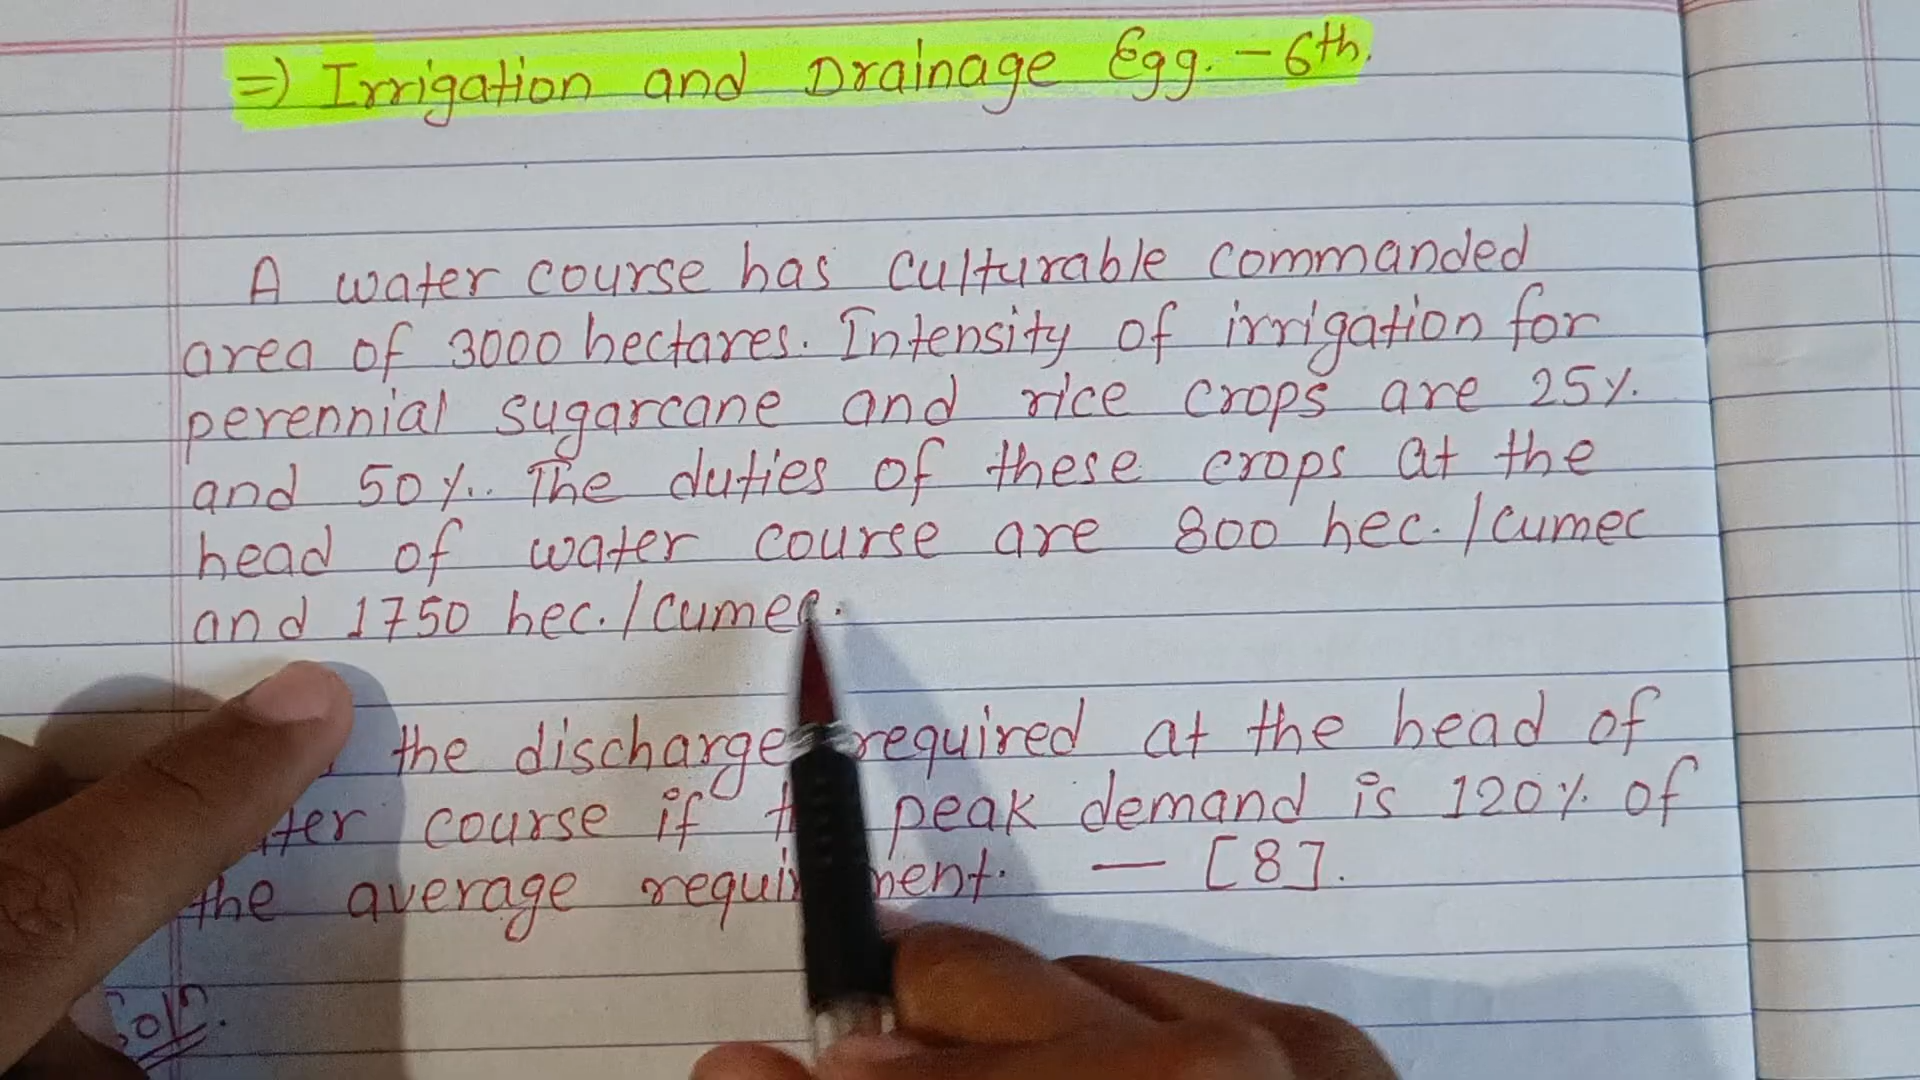 =) Irrigation and Drainage Egg. - 6th.
A water course has culturable commanded
area of 3000 hectares. Intensity of irrigation for
perennial sugarcane and rice crops are 25%.
and 50%. The duties of these crops at the
head of water course are 800 hec. / cumec
and 1750 hec. / cumec.
the discharge required at the head of
course if peak demand is 120% of
the average - [8].
Soln.